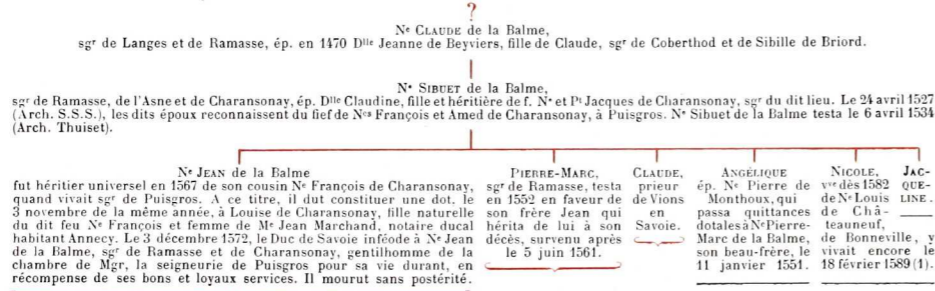 ?
Nᵉ CLAUDE de la Balme,
sgʳ de Langes et de Ramasse, ép. en 1470 Dˡˡᵉ Jeanne de Beyviers, fille de Claude, sgʳ de Coberthod et de Sibille de Briord.
Nᵉ SIBUET de la Balme,
sgʳ de Ramasse, de l'Asne et de Charansonay, ép. Dˡˡᵉ Claudine, fille et héritière de f. Nᵉ et Pᵗ Jacques de Charansonay, sgʳ du dit lieu. Le 24 avril 1527
(Arch. S.S.S.), les dits époux reconnaissent du fief de Nᵉˢ François et Amed de Charansonay, à Puisgros. Nᵉ Sibuet de la Balme testa le 6 avril 1534
(Arch. Thuiset).
Nᵉ JEAN de la Balme
fut héritier universel en 1567 de son cousin Nᵉ François de Charansonay,
quand vivait sgʳ de Puisgros. A ce titre, il dut constituer une dot, le
3 novembre de la même année, à Louise de Charansonay, fille naturelle
du dit feu Nᵉ François et femme de Mᵉ Jean Marchand, notaire ducal
habitant Annecy. Le 3 décembre 1572, le Duc de Savoie inféode à Nᵉ Jean
de la Balme, sgʳ de Ramasse et de Charansonay, gentilhomme de la
chambre de Mgr, la seigneurie de Puisgros pour sa vie durant, en
récompense de ses bons et loyaux services. Il mourut sans postérité.
PIERRE-MARC,
sgʳ de Ramasse, testa
en 1552 en faveur de
son frère Jean qui
hérita de lui à son
décès, survenu après
le 5 juin 1561.
CLAUDE,
prieur
de Vions
en
Savoie.
ANGÉLIQUE
ép. Nᵉ Pierre de
Monthoux, qui
passa quittances
dotales à Nᵉ Pierre-
Marc de la Balme,
son beau-frère, le
11 janvier 1551.
NICOLE,
vᵛᵉ dès 1582
de Nᵉ Louis
de Châ-
teauneuf,
de Bonneville, y
vivait encore le
18 février 1589 (1).
JAC-
QUE-
LINE.